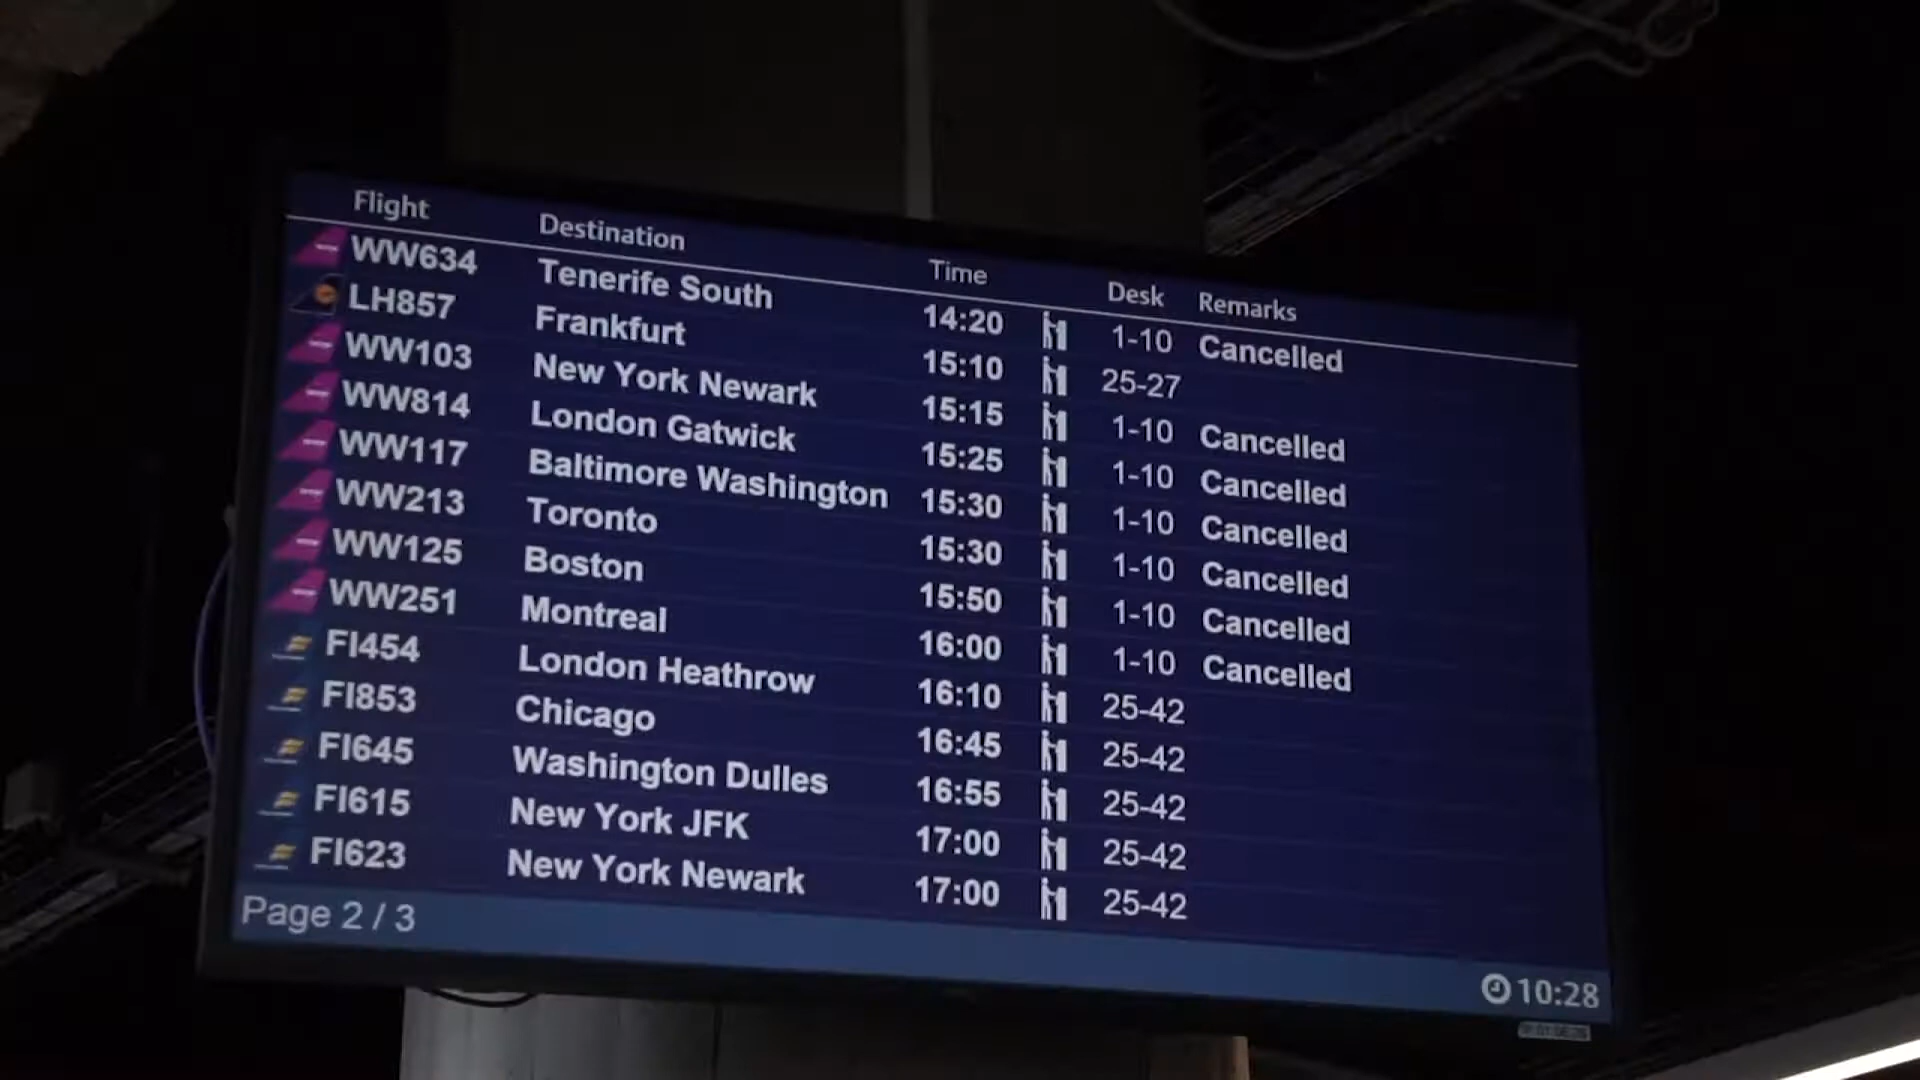 Flight Destination Time Desk Remarks
WW634 Tenerife South 14:20 1-10 Cancelled
LH857 Frankfurt 15:10 25-27
WW103 New York Newark 15:15 1-10 Cancelled
WW814 London Gatwick 15:25 1-10 Cancelled
WW117 Baltimore Washington 15:30 1-10 Cancelled
WW213 Toronto 15:30 1-10 Cancelled
WW125 Boston 15:50 1-10 Cancelled
WW251 Montreal 16:00 1-10 Cancelled
FI454 London Heathrow 16:10 25-42
FI853 Chicago 16:45 25-42
FI645 Washington Dulles 16:55 25-42
FI615 New York JFK 17:00 25-42
FI623 New York Newark 17:00 25-42
Page 2 / 3
10:28